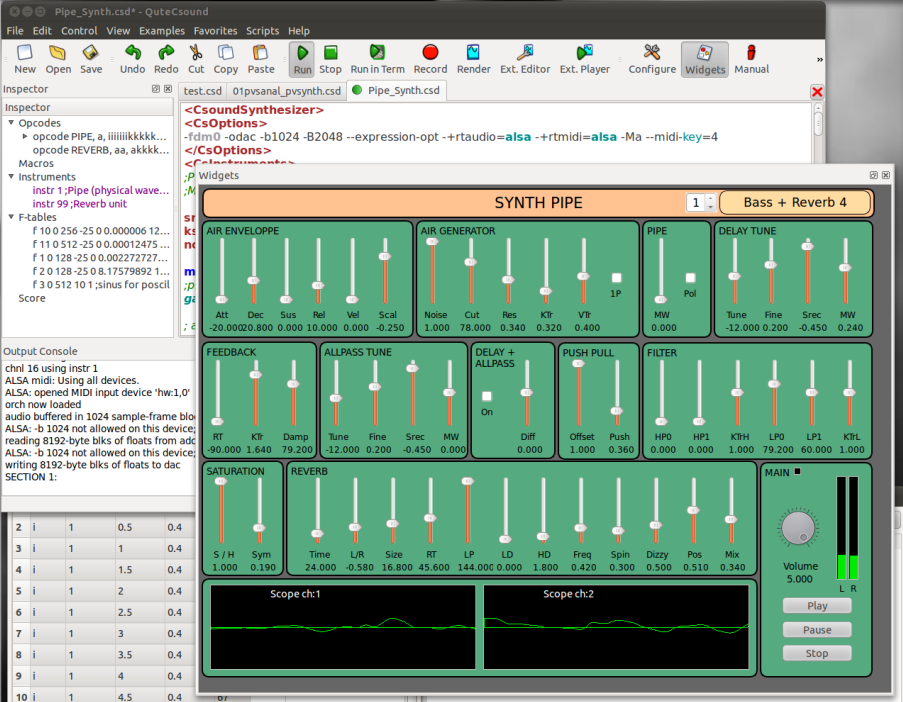 Pipe_Synth.csd* - QuteCsound
File Edit Control View Examples Favorites Scripts Help
New Open Save Undo Redo Cut Copy Paste Run Stop Run in Term Record Render Ext. Editor Ext. Player Configure Widgets Manual »
Inspector
test.csd 01pvsanal_pvsynth.csd Pipe_Synth.csd
Inspector
Opcodes
opcode PIPE, a, iiiiiikkkkk...
opcode REVERB, aa, akkkk...
Macros
Instruments
instr 1 ;Pipe (physical wave...
instr 99 ;Reverb unit
F-tables
f 10 0 256 -25 0 0.000006 12...
f 11 0 512 -25 0 0.00012475 ...
f 1 0 128 -25 0 0.002272727...
f 2 0 128 -25 0 8.17579892 1...
f 3 0 512 10 1 ;sinus for poscil
Score
<CsoundSynthesizer>
<CsOptions>
-fdm0 -odac -b1024 -B2048 --expression-opt -+rtaudio=alsa -+rtmidi=alsa -Ma --midi-key=4
</CsOptions>
<CsInstruments>
Output Console
chnl 16 using instr 1
ALSA midi: Using all devices.
ALSA: opened MIDI input device 'hw:1,0'
orch now loaded
audio buffered in 1024 sample-frame blo
ALSA: -b 1024 not allowed on this device;
reading 8192-byte blks of floats from adc
ALSA: -b 1024 not allowed on this device;
writing 8192-byte blks of floats to dac
SECTION 1:
2 i 1 0.5 0.4
3 i 1 1 0.4
4 i 1 1.5 0.4
5 i 1 2 0.4
6 i 1 2.5 0.4
7 i 1 3 0.4
8 i 1 3.5 0.4
9 i 1 4 0.4
10 i 1 4.5 0.4 67
Widgets
SYNTH PIPE 1 Bass + Reverb 4
AIR ENVELOPPE
Att Dec Sus Rel Vel Scal
-20.000 20.800 0.000 10.000 0.000 -0.250
AIR GENERATOR
1P
Noise Cut Res KTr VTr
1.000 78.000 0.340 0.320 0.400
PIPE
Pol
MW
0.000
DELAY TUNE
Tune Fine Srec MW
-12.000 0.200 -0.450 0.240
FEEDBACK
RT KTr Damp
-90.000 1.640 79.200
ALLPASS TUNE
Tune Fine Srec MW
-12.000 0.200 -0.450 0.000
DELAY +
ALLPASS
On
Diff
0.000
PUSH PULL
Offset Push
1.000 0.360
FILTER
HP0 HP1 KTrH LP0 LP1 KTrL
0.000 0.000 1.000 79.200 60.000 1.000
SATURATION
S / H Sym
1.000 0.190
REVERB
Time L/R Size RT LP LD HD Freq Spin Dizzy Pos Mix
24.000 -0.580 16.800 45.600 144.000 0.000 1.800 0.420 0.300 0.500 0.510 0.340
MAIN
Volume
5.000
L R
Play
Pause
Stop
Scope ch:1
Scope ch:2